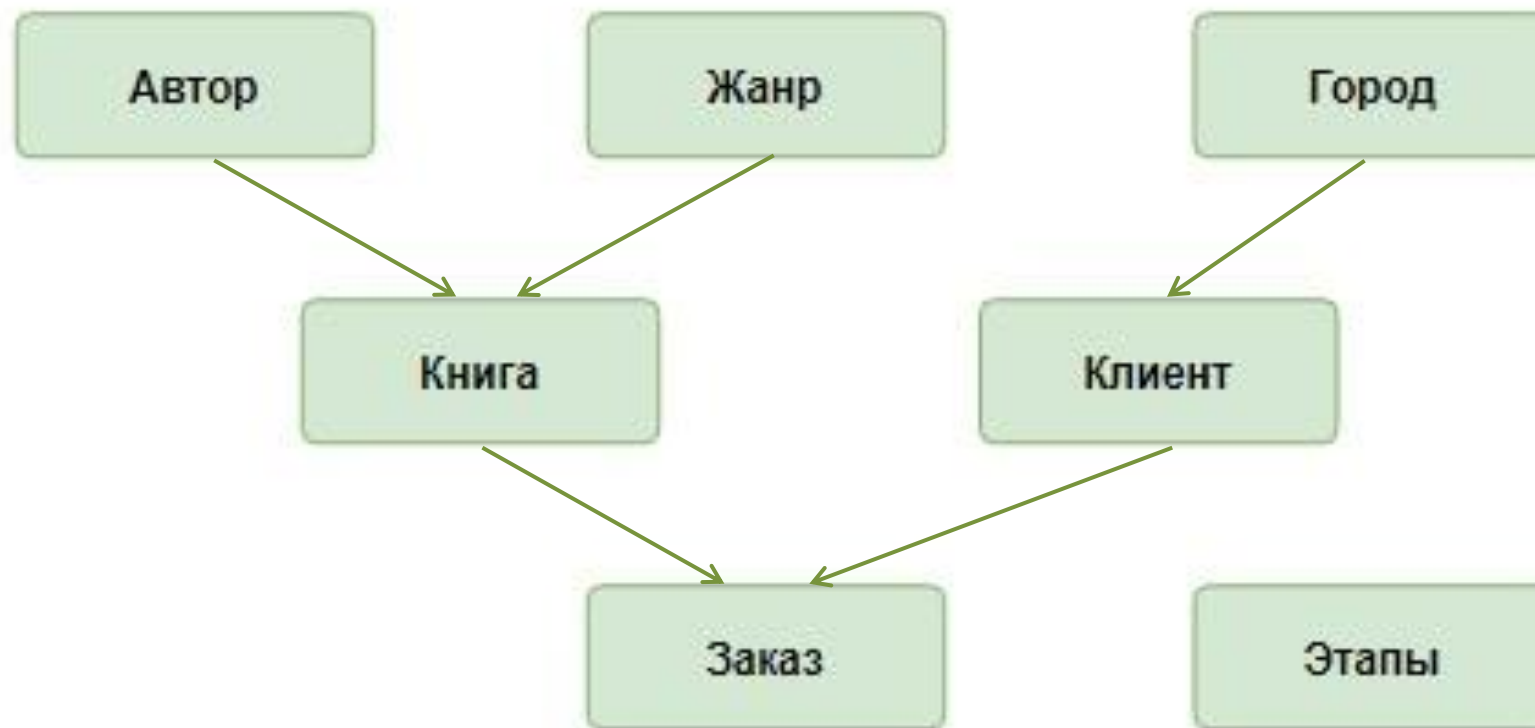 Автор
Жанр
Город
Книга
Клиент
Заказ
Этапы